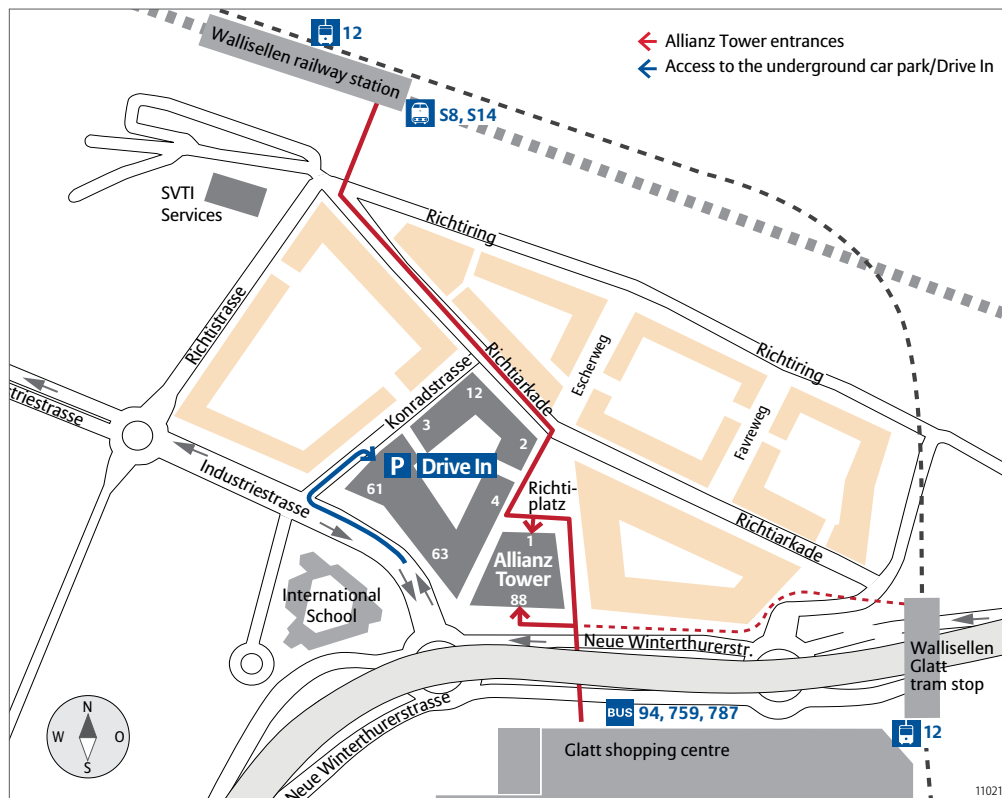 12
Wallisellen railway station
S8, S14
Allianz Tower entrances
Access to the underground car park/Drive In
SVTI
Services
Richtiring
Richtistrasse
Richtiarkade
Konradstrasse
Escherweg
Richtiring
Favreweg
triestrasse
Industriestrasse
12
3
2
P
Drive In
61
4
63
Richti-
platz
1
Allianz
Tower
88
Richtiarkade
International
School
Neue Winterthurerstr.
Wallisellen
Glatt
tram stop
12
BUS
94, 759, 787
Glatt shopping centre
Neue Winterthurerstrasse
N
W
O
S
11021